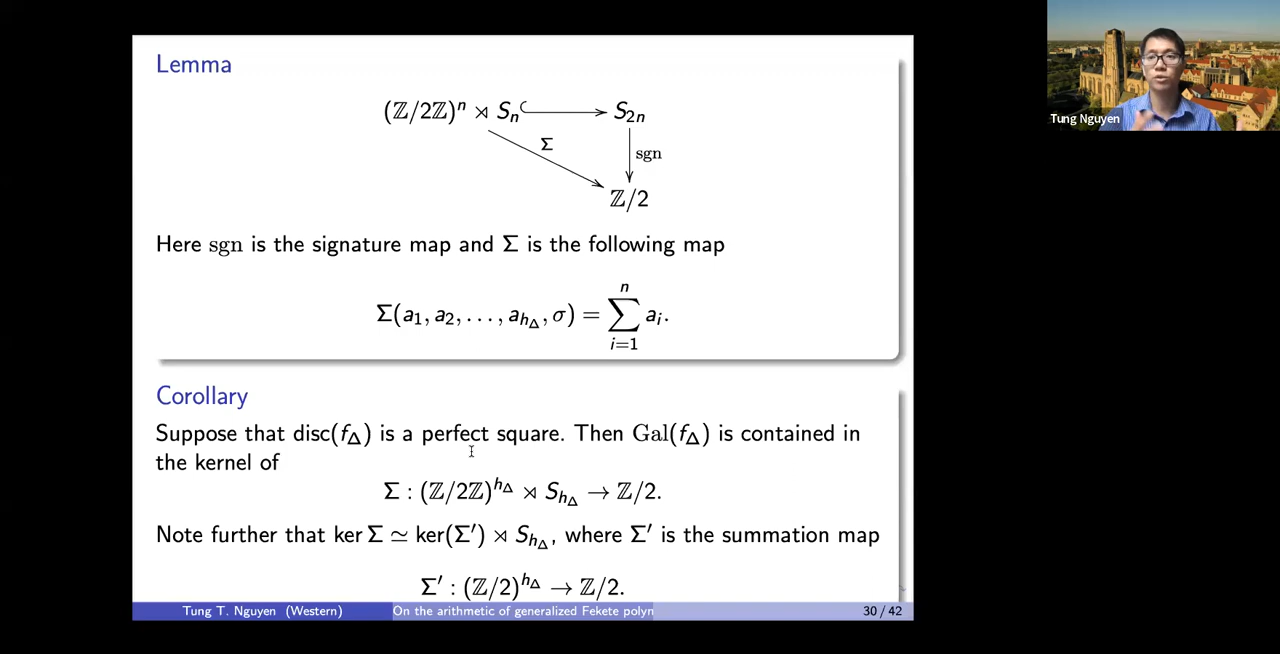 Lemma
(ℤ/2ℤ)ⁿ ⋊ Sₙ ↪ S₂ₙ
Σ
sgn
ℤ/2
Here sgn is the signature map and Σ is the following map
Σ(a₁, a₂, . . . , a_{h_Δ}, σ) = ∑_{i=1}^{n} aᵢ.
Corollary
Suppose that disc(f_Δ) is a perfect square. Then Gal(f_Δ) is contained in
the kernel of
Σ : (ℤ/2ℤ)^{h_Δ} ⋊ S_{h_Δ} → ℤ/2.
Note further that ker Σ ≃ ker(Σ′) ⋊ S_{h_Δ}, where Σ′ is the summation map
Σ′ : (ℤ/2)^{h_Δ} → ℤ/2.
Tung T. Nguyen (Western) On the arithmetic of generalized Fekete polyn 30 / 42
Tung Nguyen